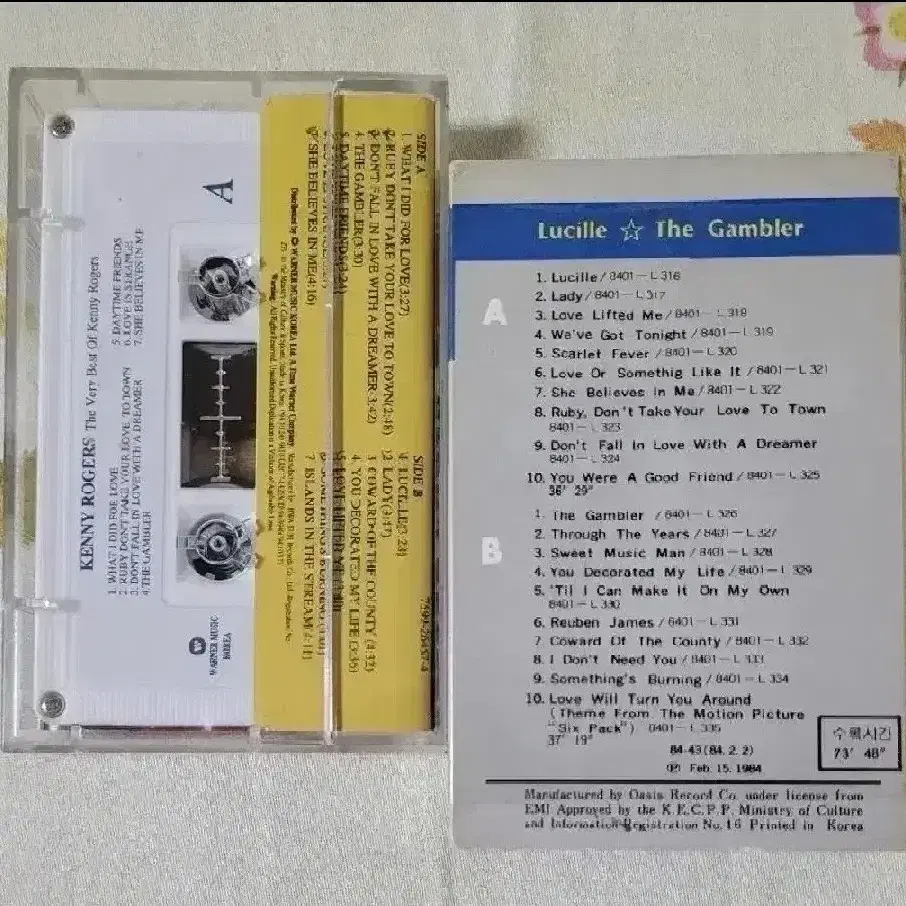 A
KENNY ROGERS The Very Best Of Kenny Rogers
1. WHAT I DID FOR LOVE
2. RUBY DON'T TAKE YOUR LOVE TO DOWN
3. DON'T FALL IN LOVE WITH A DREAMER
4. THE GAMBLER
5. DAYTIME FRIENDS
6. LOVE IS STRANGE
7. SHE BELIEVES IN ME
WARNER MUSIC
KOREA
SIDE A
1. WHAT I DID FOR LOVE(3:27)
2. RUBY DON'T TAKE YOUR LOVE TO TOWN(2:48)
3. DON'T FALL IN LOVE WITH A DREAMER(3:42)
4. THE GAMBLER(3:30)
5. DAYTIME FRIENDS
7. SHE BELIEVES IN ME(4:16)
SIDE B
2. LADY(3:47)
3 COWARD OF THE COUNTY (4:32)
4. YOU DECORATED MY LIFE (3:36)
7 ISLANDS IN THE STREAM(4:11)
Distributed by WARNER MUSIC KOREA Ltd. A Time Warner Company.
Lucille ☆ The Gambler
A
1. Lucille / 8401-L 316
2. Lady / 8401-L 317
3. Love Lifted Me / 8401-L 318
4. We've Got Tonight / 8401-L 319
5. Scarlet Fever / 8401-L 320
6. Love Or Somethig Like It / 8401-L 321
7. She Believes in Me / 8401-L 322
8. Ruby, Don't Take Your Love To Town
8401-L 323
9. Don't Fall in Love With A Dreamer
8401-L 324
10. You Were A Good Friend / 8401-L 325
36' 29"
B
1. The Gambler / 8401-L 326
2. Through The Years / 8401-L 327
3. Sweet Music Man / 8401-L 328
4. You Decorated My Life / 8401-L 329
5. 'Til I Can Make It On My Own
8401-L 330
6. Reuben James / 8401-L 331
7 Coward Of The County / 8401-L 332
8. I Don't Need You / 8401-L 333
9. Something's Burning / 8401-L 334
10. Love Will Turn You Around
(Theme From The Motion Picture
"Six Pack") 8401-L 335
37' 19"
84-43 (84. 2. 2)
℗ Feb. 15. 1984
수록시간
73' 48"
Manufactured by Oasis Record Co. under license from
EMI Approved by the K.E.C.P.P. Ministry of Culture
and Information Registration No. 16 Printed in Korea